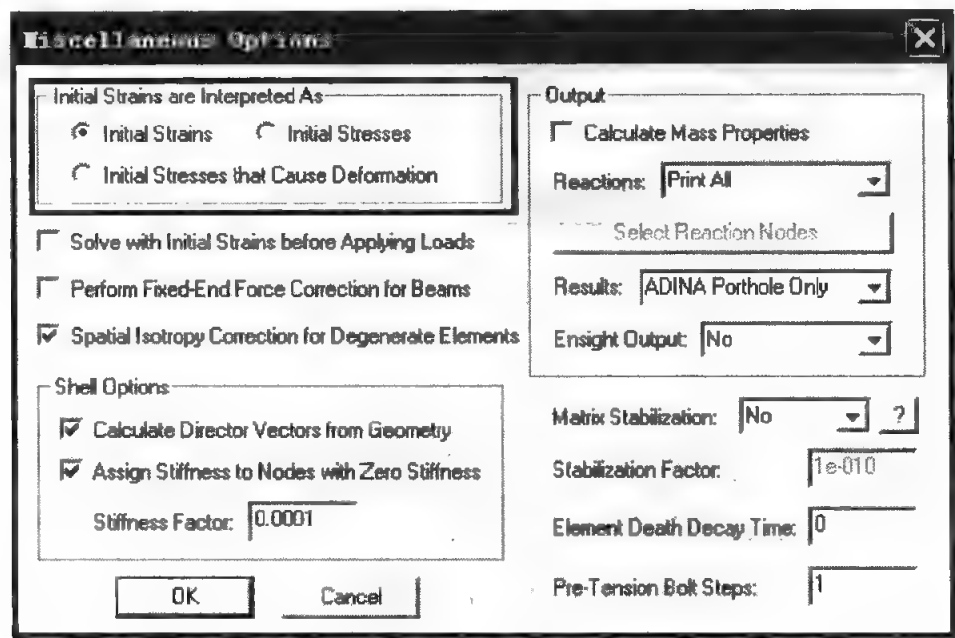 Miscellaneous Options
Initial Strains are Interpreted As
Initial Strains
Initial Stresses
Initial Stresses that Cause Deformation
Solve with Initial Strains before Applying Loads
Perform Fixed-End Force Correction for Beams
Spatial Isotropy Correction for Degenerate Elements
Shell Options
Calculate Director Vectors from Geometry
Assign Stiffness to Nodes with Zero Stiffness
Stiffness Factor: 0.0001
OK
Cancel
Output
Calculate Mass Properties
Reactions: Print All
Select Reaction Nodes
Results: ADINA Porthole Only
Ensight Output: No
Matrix Stabilization: No ?
Stabilization Factor: 1e-010
Element Death Decay Time: 0
Pre-Tension Bolt Steps: 1